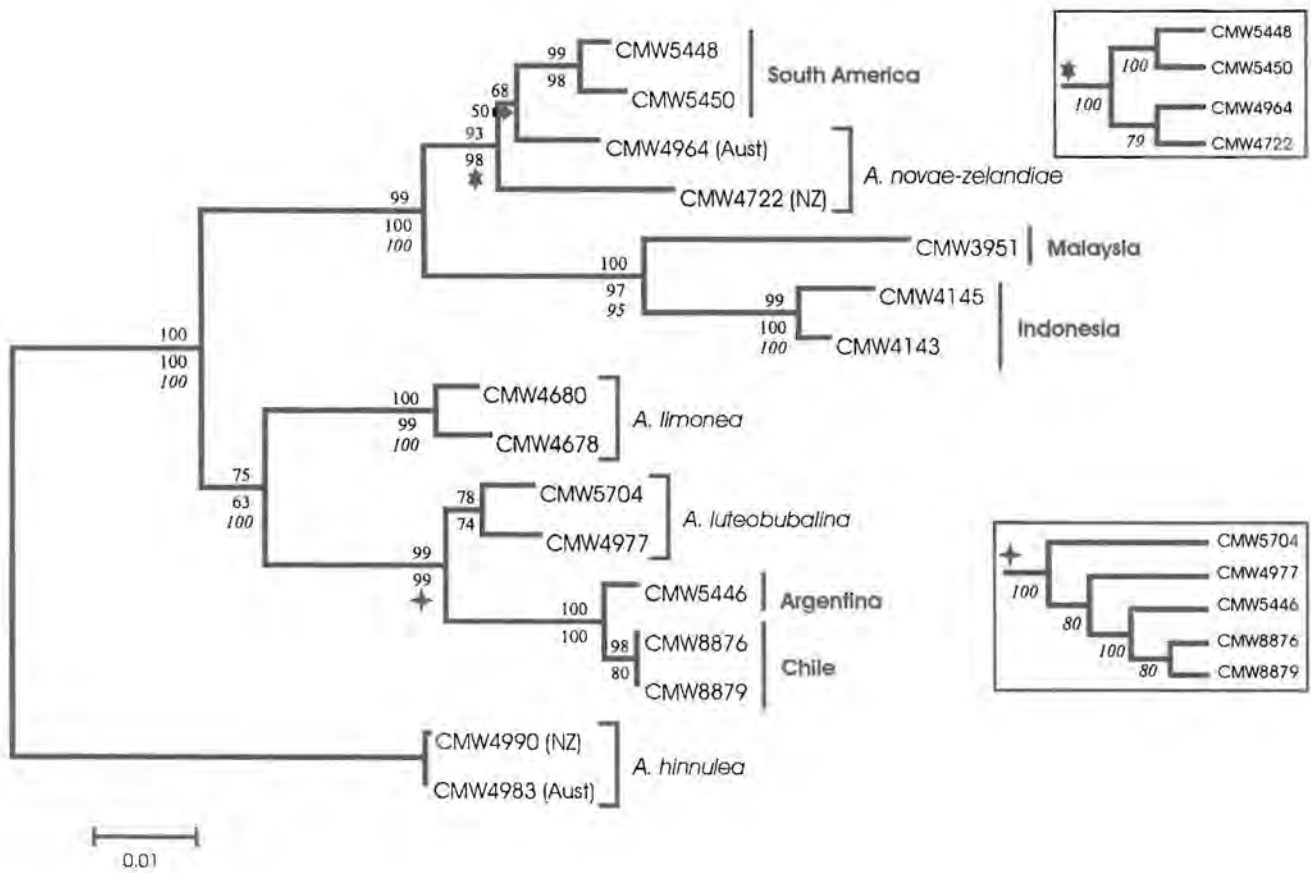 99
98
CMW5448
CMW5450
South America
68
50
93
98
CMW4964 (Aust)
CMW4722 (NZ)
A. novae-zelandiae
99
100
100
CMW3951
Malaysia
100
97
95
99
100
100
CMW4145
CMW4143
Indonesia
100
100
100
CMW4680
CMW4678
A. limonea
100
99
100
75
63
100
78
74
CMW5704
CMW4977
A. luteobubalina
99
99
CMW5446
Argentina
100
100
98
80
CMW8876
CMW8879
Chile
CMW4990 (NZ)
CMW4983 (Aust)
A. hinnulea
0.01
CMW5448
CMW5450
CMW4964
CMW4722
100
100
79
CMW5704
CMW4977
CMW5446
CMW8876
CMW8879
100
80
100
80